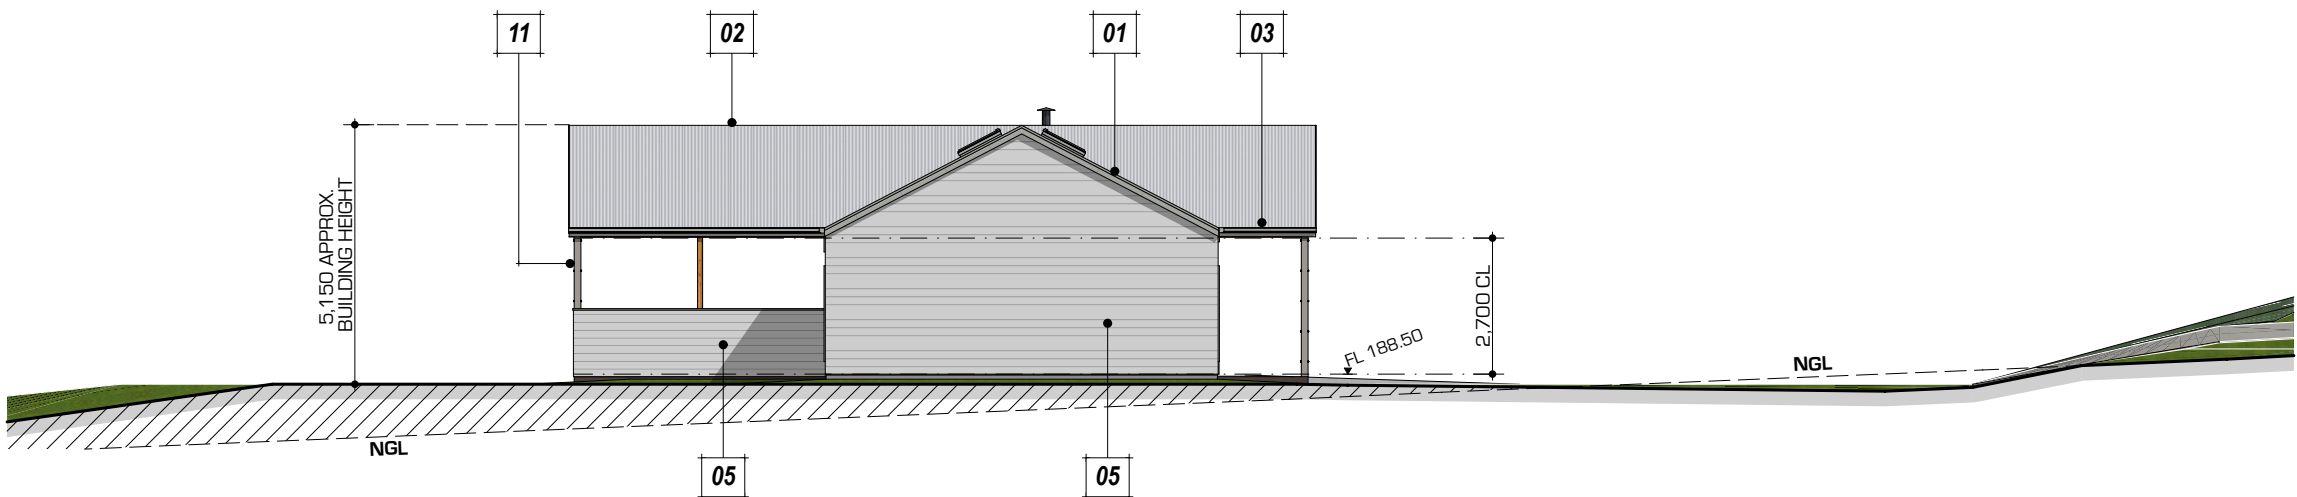 11
02
01
03
5,150 APPROX.
BUILDING HEIGHT
2,700 CL
FL 188.50
NGL
NGL
05
05